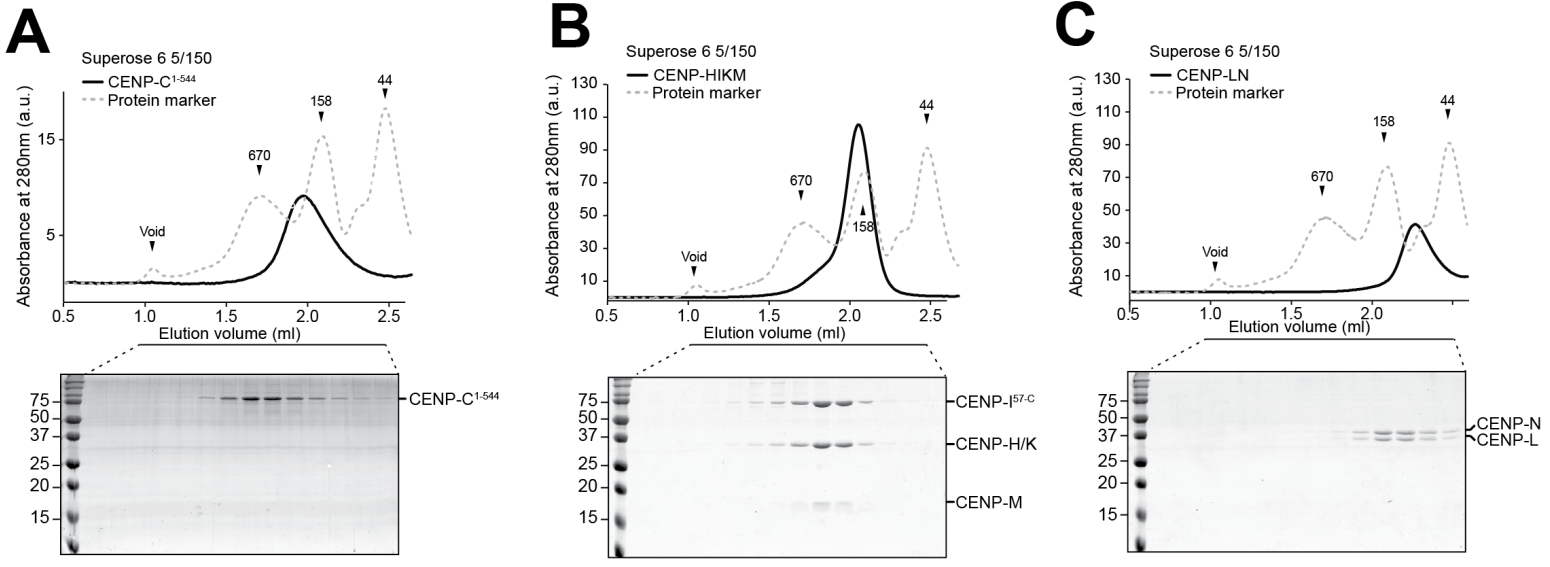 A
Superose 6 5/150
CENP-C1-544
Protein marker
44
158
670
Void
Absorbance at 280nm (a.u.)
15
5
0.5 1.0 1.5 2.0 2.5
Elution volume (ml)
75
50
37
25
20
15
CENP-C1-544
B
Superose 6 5/150
CENP-HIKM
Protein marker
44
670
158
Void
Absorbance at 280nm (a.u.)
130
110
90
70
50
30
10
0.5 1.0 1.5 2.0 2.5
Elution volume (ml)
75
50
37
25
20
15
CENP-I57-C
CENP-H/K
CENP-M
C
Superose 6 5/150
CENP-LN
Protein marker
44
158
670
Void
Absorbance at 280nm (a.u.)
130
110
90
70
50
30
10
0.5 1.0 1.5 2.0 2.5
Elution volume (ml)
75
50
37
25
20
15
CENP-N
CENP-L